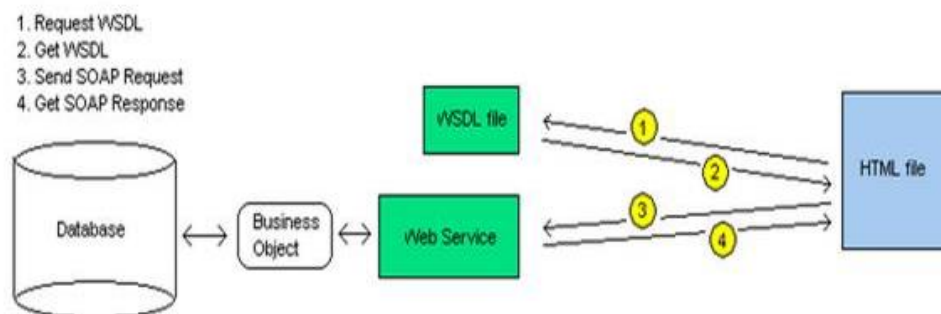 1. Request WSDL
2. Get WSDL
3. Send SOAP Request
4. Get SOAP Response
WSDL file
1
HTML file
2
Database
Business
Object
Web Service
3
4